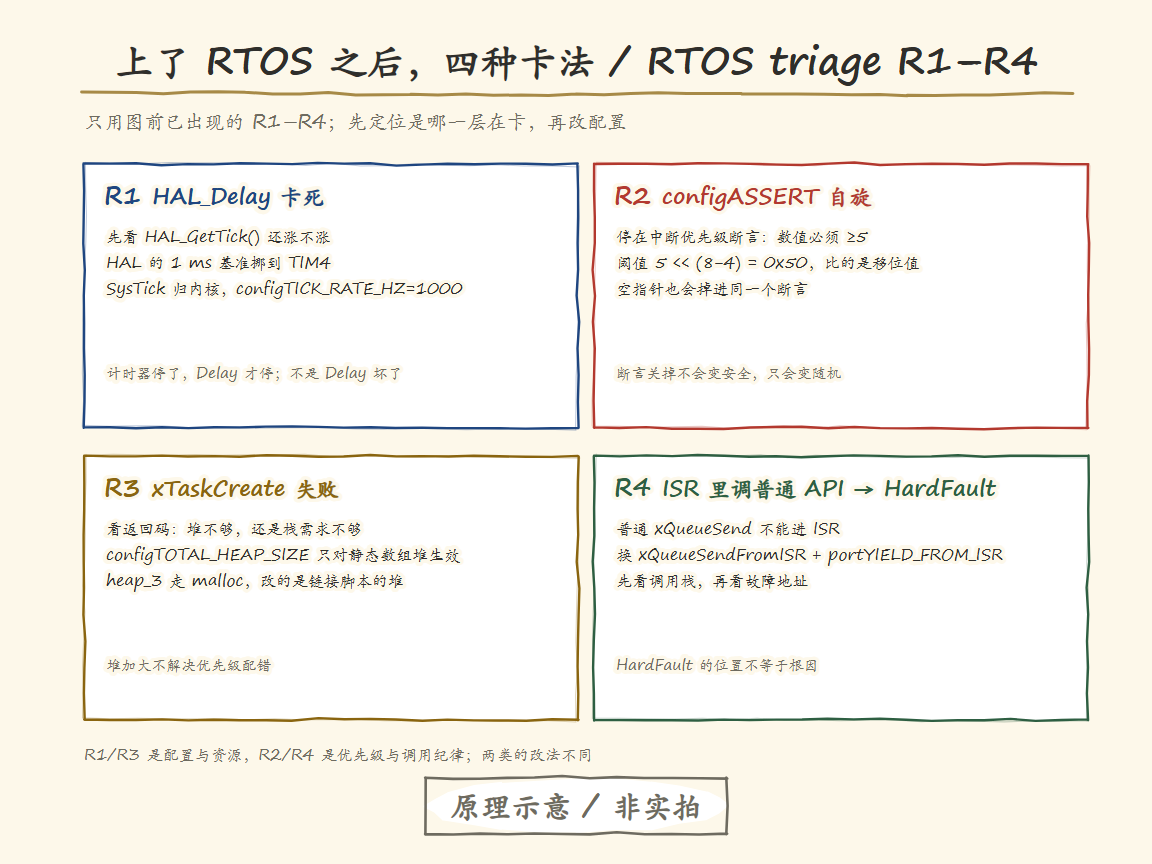 上了 RTOS 之后，四种卡法 / RTOS triage R1–R4
只用图前已出现的 R1–R4；先定位是哪一层在卡，再改配置
R1 HAL_Delay 卡死
先看 HAL_GetTick() 还涨不涨
HAL 的 1 ms 基准挪到 TIM4
SysTick 归内核，configTICK_RATE_HZ=1000
计时器停了，Delay 才停；不是 Delay 坏了
R2 configASSERT 自旋
停在中断优先级断言：数值必须 ≥5
阈值 5 << (8-4) = 0x50，比的是移位值
空指针也会掉进同一个断言
断言关掉不会变安全，只会变随机
R3 xTaskCreate 失败
看返回码：堆不够，还是栈需求不够
configTOTAL_HEAP_SIZE 只对静态数组堆生效
heap_3 走 malloc，改的是链接脚本的堆
堆加大不解决优先级配错
R4 ISR 里调普通 API → HardFault
普通 xQueueSend 不能进 ISR
换 xQueueSendFromISR + portYIELD_FROM_ISR
先看调用栈，再看故障地址
HardFault 的位置不等于根因
R1/R3 是配置与资源，R2/R4 是优先级与调用纪律；两类的改法不同
原理示意 / 非实拍